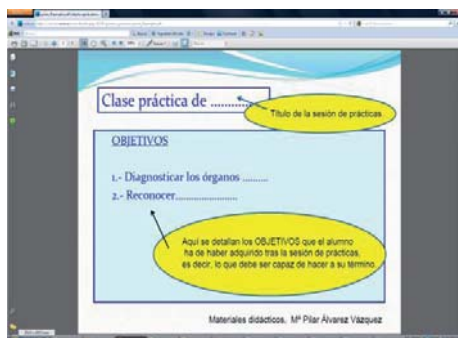 Clase práctica de ............
Título de la sesión de prácticas
OBJETIVOS
1.- Diagnosticar los órganos .........
2.- Reconocer......................
Aquí se detallan los OBJETIVOS que el alumno
ha de haber adquirido tras la sesión de prácticas,
es decir, lo que debe ser capaz de hacer a su término.
Materiales didácticos, Mª Pilar Álvarez Vázquez